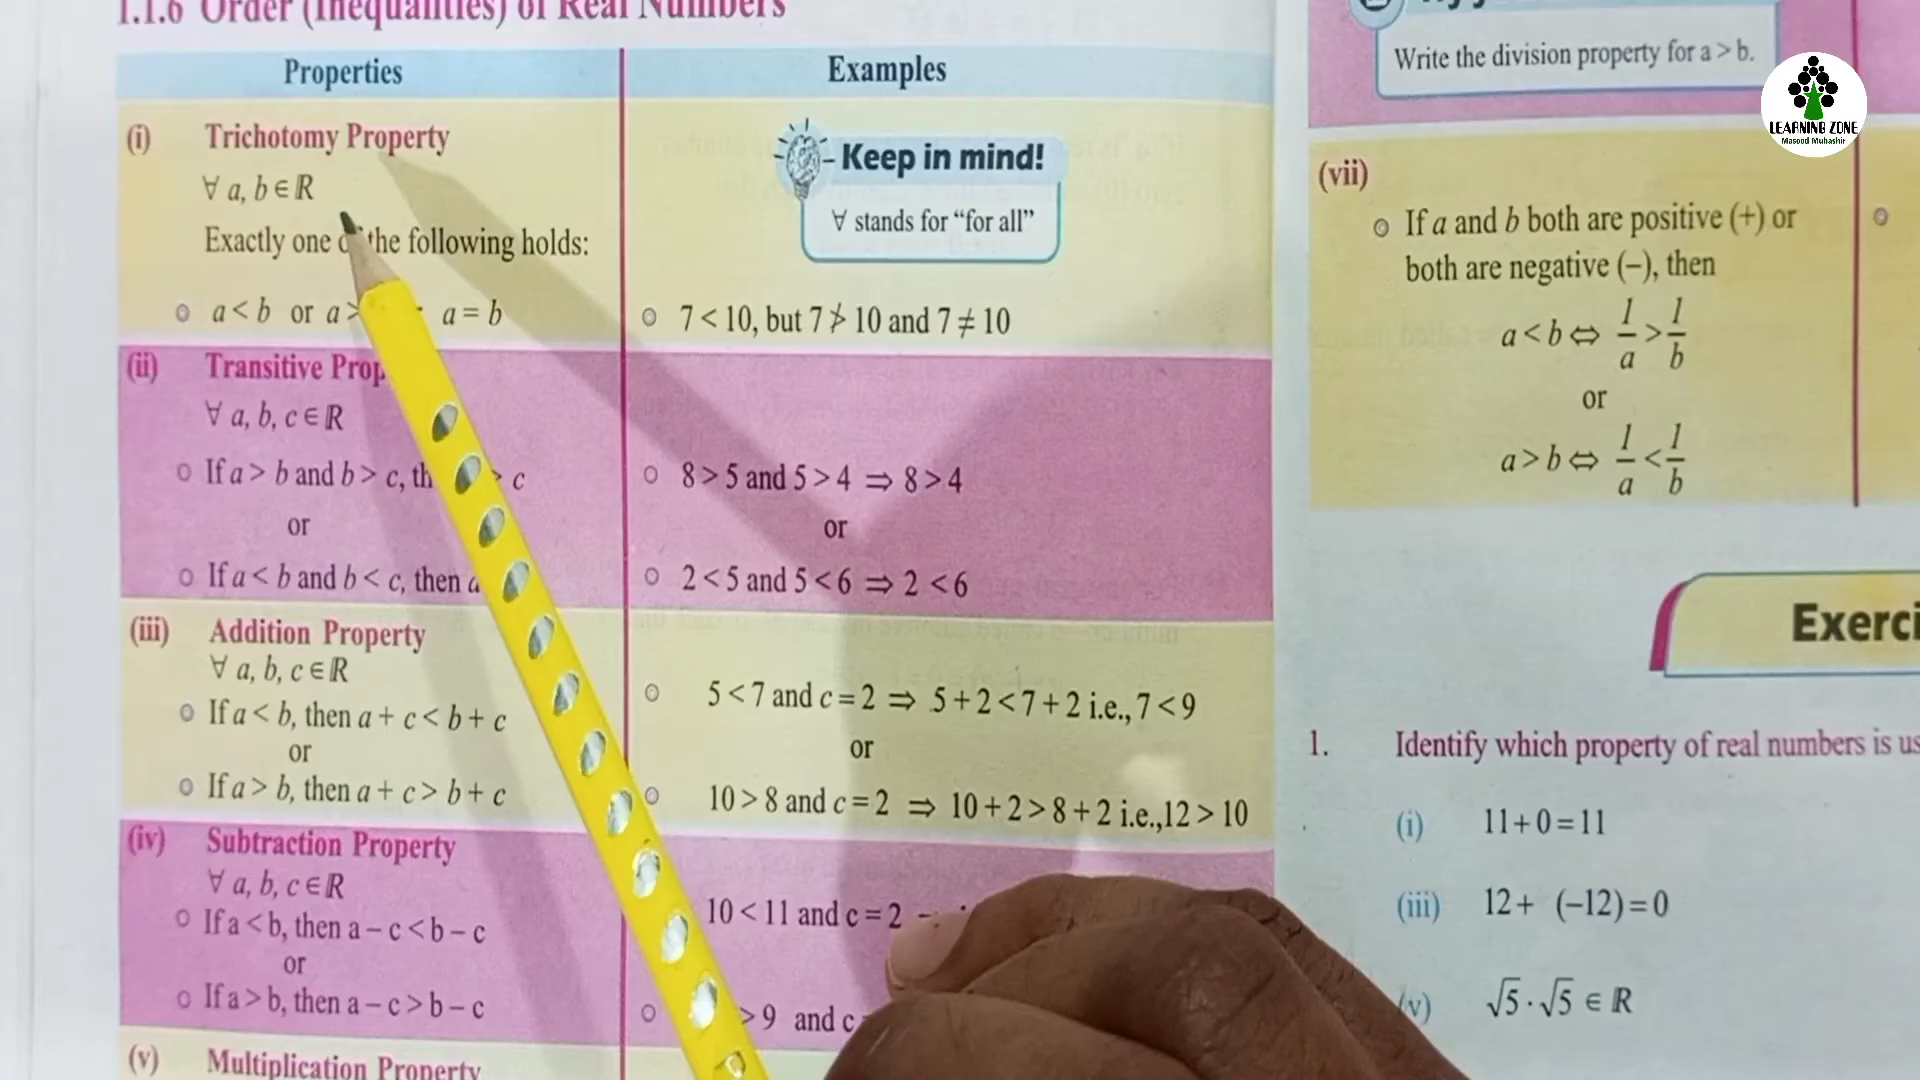 1.1.6 Order (Inequalities) of Real Numbers
Properties
Examples
(i) Trichotomy Property
∀ a, b ∈ ℝ
Exactly one of the following holds:
a < b or a > a = b
Keep in mind!
∀ stands for “for all”
7 < 10, but 7 ≯ 10 and 7 ≠ 10
(ii) Transitive Prop
∀ a, b, c ∈ ℝ
If a > b and b > c, th > c
or
If a < b and b < c, then a
8 > 5 and 5 > 4 ⇒ 8 > 4
or
2 < 5 and 5 < 6 ⇒ 2 < 6
(iii) Addition Property
∀ a, b, c ∈ ℝ
If a < b, then a + c < b + c
or
If a > b, then a + c > b + c
5 < 7 and c = 2 ⇒ 5 + 2 < 7 + 2 i.e., 7 < 9
or
10 > 8 and c = 2 ⇒ 10 + 2 > 8 + 2 i.e.,12 > 10
(iv) Subtraction Property
∀ a, b, c ∈ ℝ
If a < b, then a – c < b – c
or
If a > b, then a – c > b – c
10 < 11 and c = 2
> 9 and c
(v) Multiplication Property
Write the division property for a > b.
LEARNING ZONE
Masood Mubashir
(vii)
If a and b both are positive (+) or
both are negative (–), then
a < b ⇔ 1/a > 1/b
or
a > b ⇔ 1/a < 1/b
Exerci
1. Identify which property of real numbers is us
(i) 11 + 0 = 11
(iii) 12 + (–12) = 0
(v) √5 · √5 ∈ ℝ